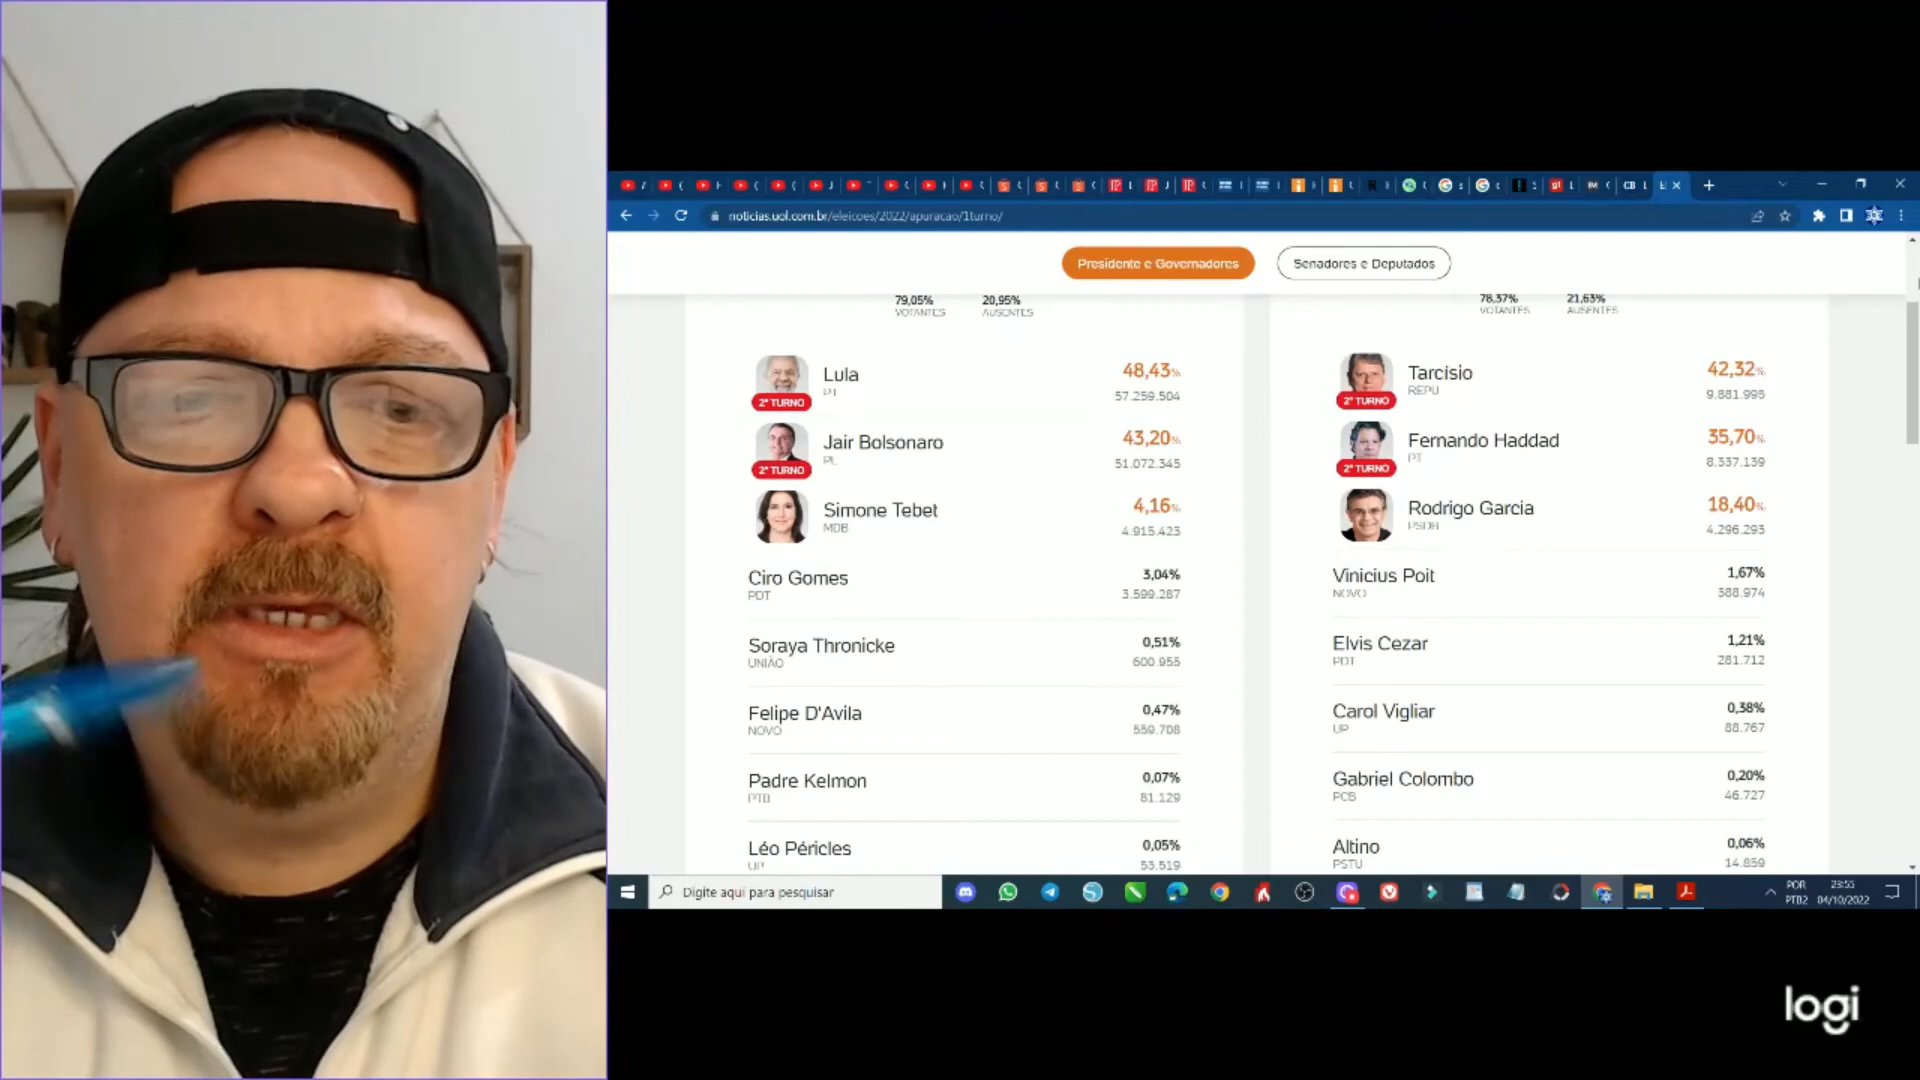 noticias.uol.com.br/eleicoes/2022/apuracao/1turno/
Presidente e Governadores
Senadores e Deputados
79,05%
VOTANTES
20,95%
AUSENTES
Lula
PT
2º TURNO
48,43%
57.259.504
Jair Bolsonaro
PL
2º TURNO
43,20%
51.072.345
Simone Tebet
MDB
4,16%
4.915.423
Ciro Gomes
PDT
3,04%
3.599.287
Soraya Thronicke
UNIÃO
0,51%
600.955
Felipe D'Avila
NOVO
0,47%
559.708
Padre Kelmon
PTB
0,07%
81.129
Léo Péricles
UP
0,05%
53.519
78,37%
VOTANTES
21,63%
AUSENTES
Tarcísio
REPU
2º TURNO
42,32%
9.881.995
Fernando Haddad
PT
2º TURNO
35,70%
8.337.139
Rodrigo Garcia
PSDB
18,40%
4.296.293
Vinicius Poit
NOVO
1,67%
388.974
Elvis Cezar
PDT
1,21%
281.712
Carol Vigliar
UP
0,38%
88.767
Gabriel Colombo
PCB
0,20%
46.727
Altino
PSTU
0,06%
14.859
Digite aqui para pesquisar
POR
PTB2
23:55
04/10/2022
logi